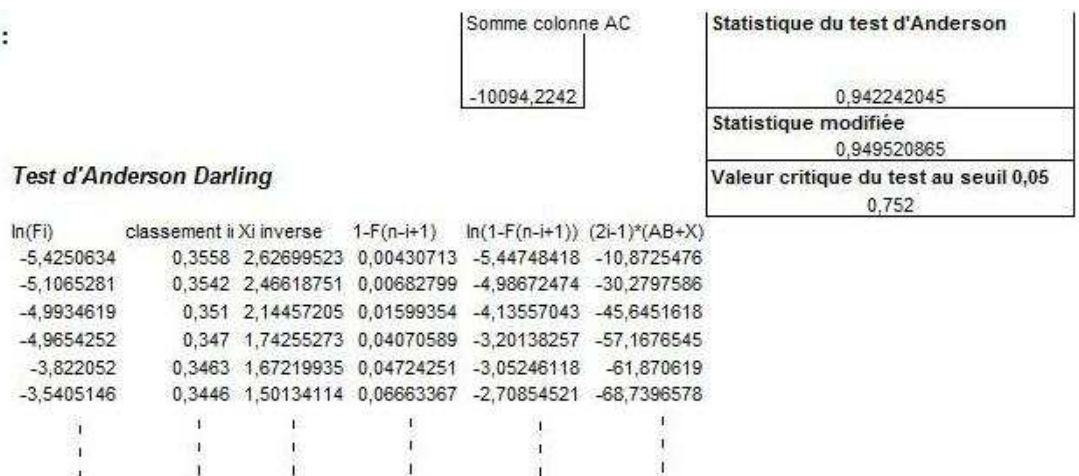 Somme colonne AC
Statistique du test d'Anderson
:
-10094,2242
0,942242045
Statistique modifiée
0,949520865
Test d'Anderson Darling
Valeur critique du test au seuil 0,05
0,752
ln(Fi) classement ii Xi inverse 1-F(n-i+1) ln(1-F(n-i+1)) (2i-1)*(AB+X)
-5,4250634 0,3558 2,62699523 0,00430713 -5,44748418 -10,8725476
-5,1065281 0,3542 2,46618751 0,00682799 -4,98672474 -30,2797586
-4,9934619 0,351 2,14457205 0,01599354 -4,13557043 -45,6451618
-4,9654252 0,347 1,74255273 0,04070589 -3,20138257 -57,1676545
-3,822052 0,3463 1,67219935 0,04724251 -3,05246118 -61,870619
-3,5405146 0,3446 1,50134114 0,06663367 -2,70854521 -68,7396578